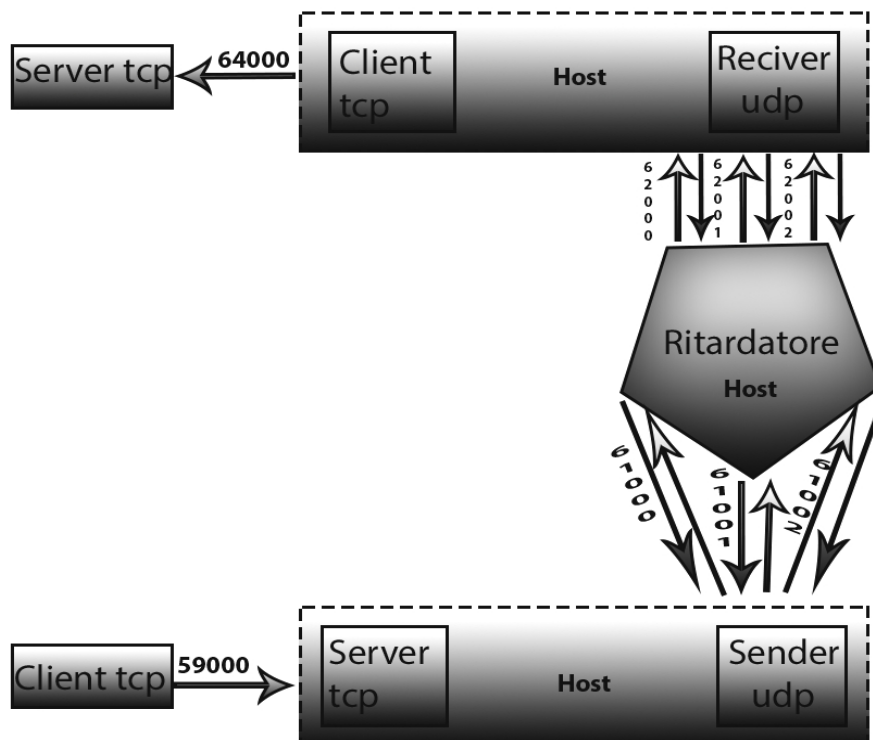 Server tcp
64000
Client
tcp
Host
Reciver
udp
62000
62001
62002
Ritardatore
Host
61000
61001
61002
Client tcp
59000
Server
tcp
Host
Sender
udp